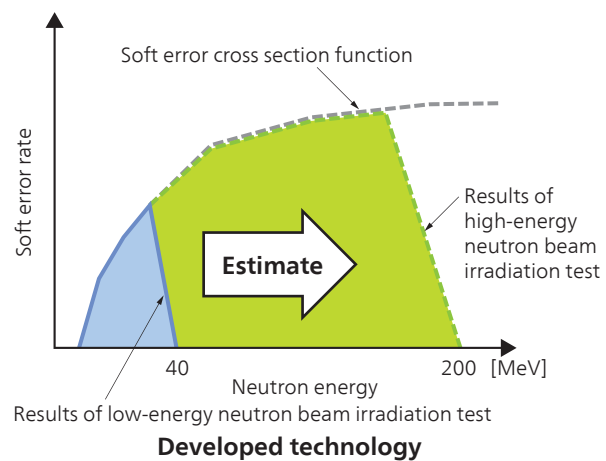 Soft error cross section function
Soft error rate
Results of
high-energy
neutron beam
irradiation test
Estimate
40
200 [MeV]
Neutron energy
Results of low-energy neutron beam irradiation test
Developed technology